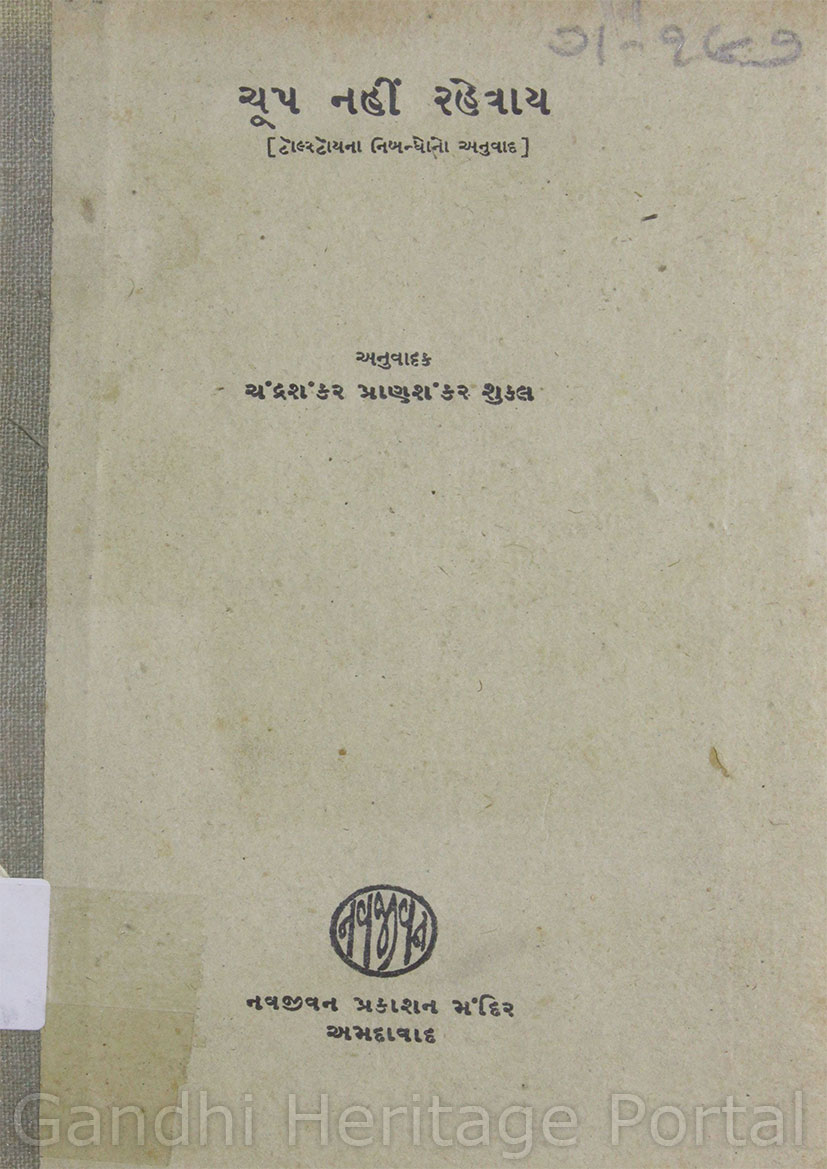 ગા-૧૯૭
ચૂપ નહીં રહેવાય
[ટૉલ્સ્ટૉયના નિબન્ધોનો અનુવાદ]
અનુવાદક
ચંદ્રશંકર પ્રાણશંકર શુક્લ
નવજીવન
નવજીવન પ્રકાશન મંદિર
અમદાવાદ
Gandhi Heritage Portal